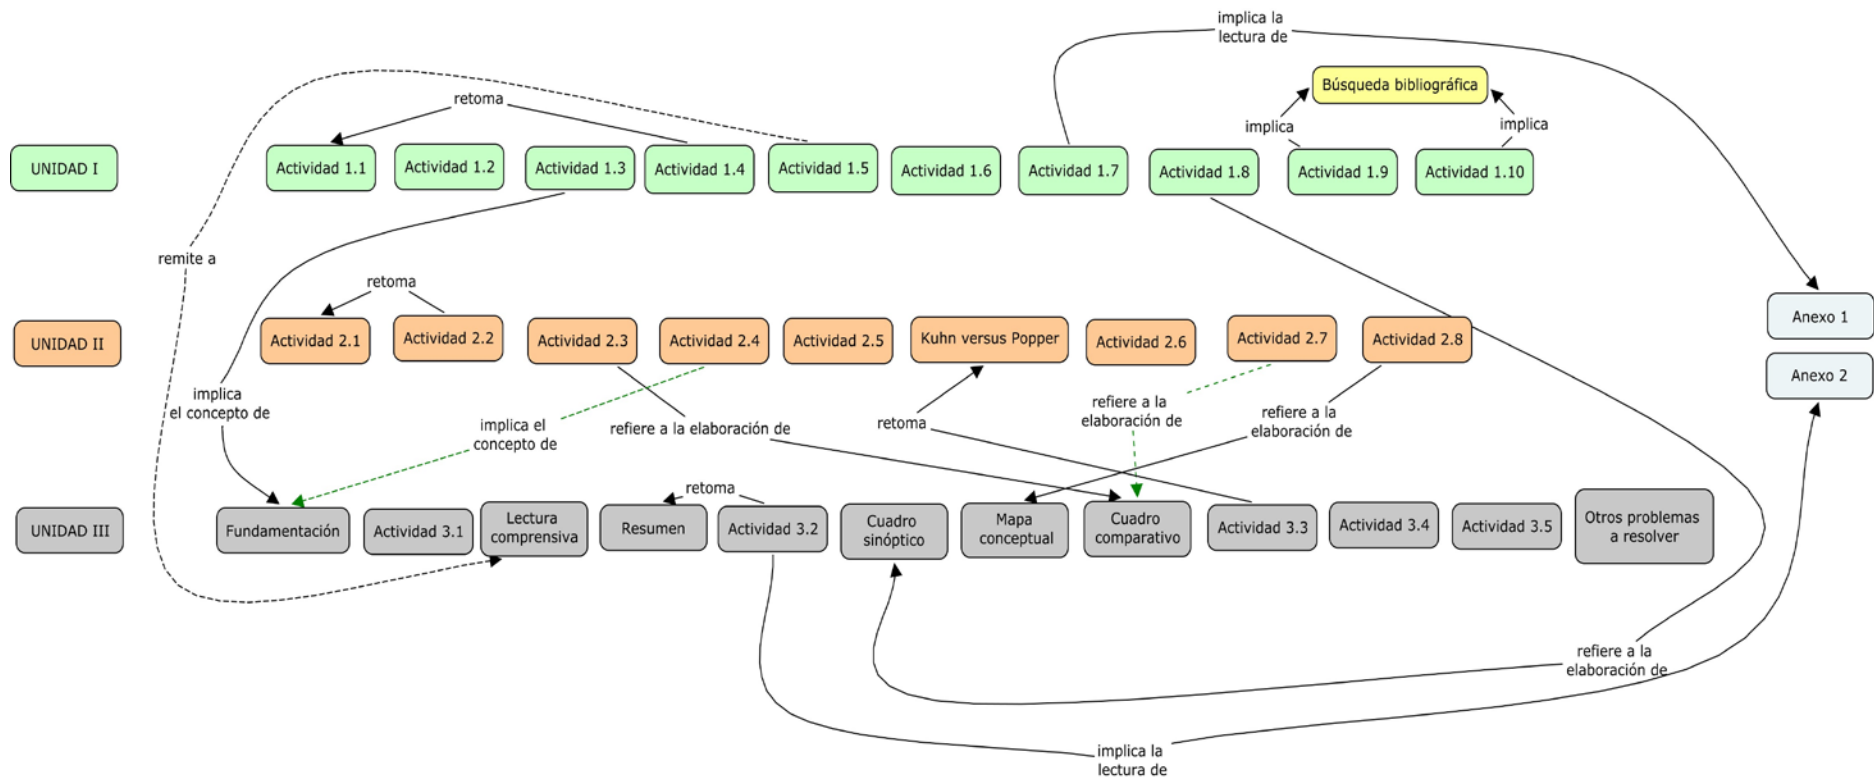 implica la
lectura de
Búsqueda bibliográfica
retoma
implica
implica
UNIDAD I
Actividad 1.1
Actividad 1.2
Actividad 1.3
Actividad 1.4
Actividad 1.5
Actividad 1.6
Actividad 1.7
Actividad 1.8
Actividad 1.9
Actividad 1.10
remite a
retoma
UNIDAD II
Actividad 2.1
Actividad 2.2
Actividad 2.3
Actividad 2.4
Actividad 2.5
Kuhn versus Popper
Actividad 2.6
Actividad 2.7
Actividad 2.8
Anexo 1
Anexo 2
implica
el concepto de
implica el
concepto de
refiere a la elaboración de
retoma
refiere a la
elaboración de
refiere a la
elaboración de
retoma
UNIDAD III
Fundamentación
Actividad 3.1
Lectura
comprensiva
Resumen
Actividad 3.2
Cuadro
sinóptico
Mapa
conceptual
Cuadro
comparativo
Actividad 3.3
Actividad 3.4
Actividad 3.5
Otros problemas
a resolver
refiere a la
elaboración de
implica la
lectura de